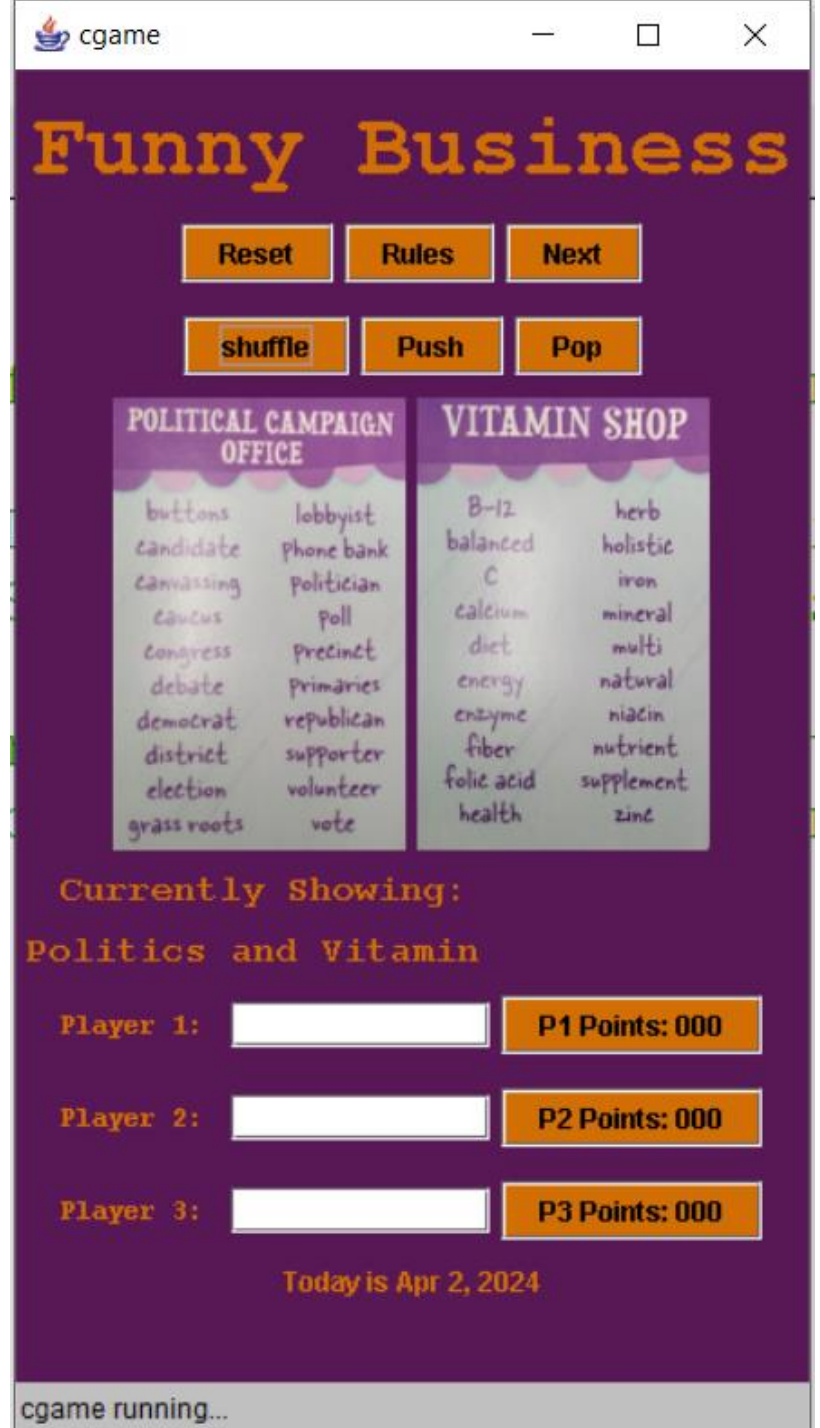 cgame
Funny Business
Reset Rules Next
shuffle Push Pop
POLITICAL CAMPAIGN
OFFICE
buttons lobbyist
candidate phone bank
canvassing politician
caucus poll
congress precinct
debate primaries
democrat republican
district supporter
election volunteer
grass roots vote
VITAMIN SHOP
B-12 herb
balanced holistic
C iron
calcium mineral
diet multi
energy natural
enzyme niacin
fiber nutrient
folic acid supplement
health zinc
Currently Showing:
Politics and Vitamin
Player 1: P1 Points: 000
Player 2: P2 Points: 000
Player 3: P3 Points: 000
Today is Apr 2, 2024
cgame running...